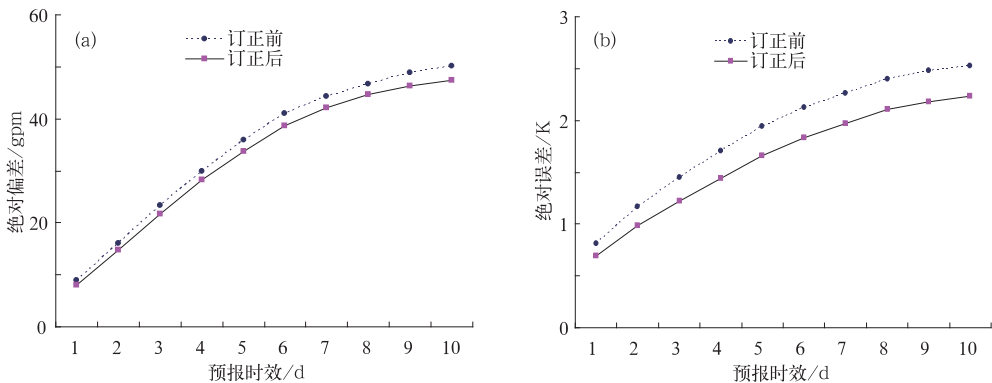 (a)
订正前
订正后
60
40
20
0
绝对偏差/gpm
1 2 3 4 5 6 7 8 9 10
预报时效/d
(b)
订正前
订正后
3
2
1
0
绝对误差/K
1 2 3 4 5 6 7 8 9 10
预报时效/d